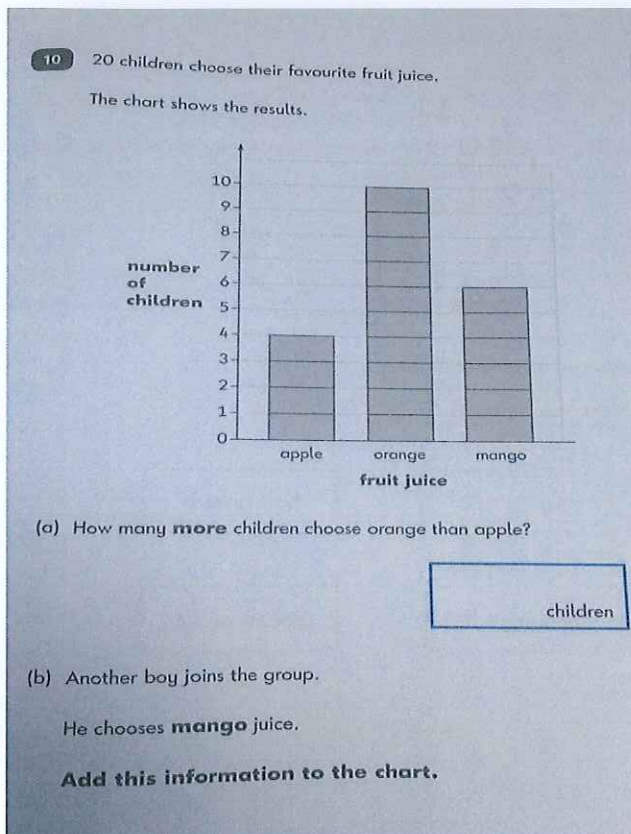 10 20 children choose their favourite fruit juice.
The chart shows the results.
10
9
8
7
number
of
children
6
5
4
3
2
1
0
apple orange mango
fruit juice
(a) How many more children choose orange than apple?
children
(b) Another boy joins the group.
He chooses mango juice.
Add this information to the chart.